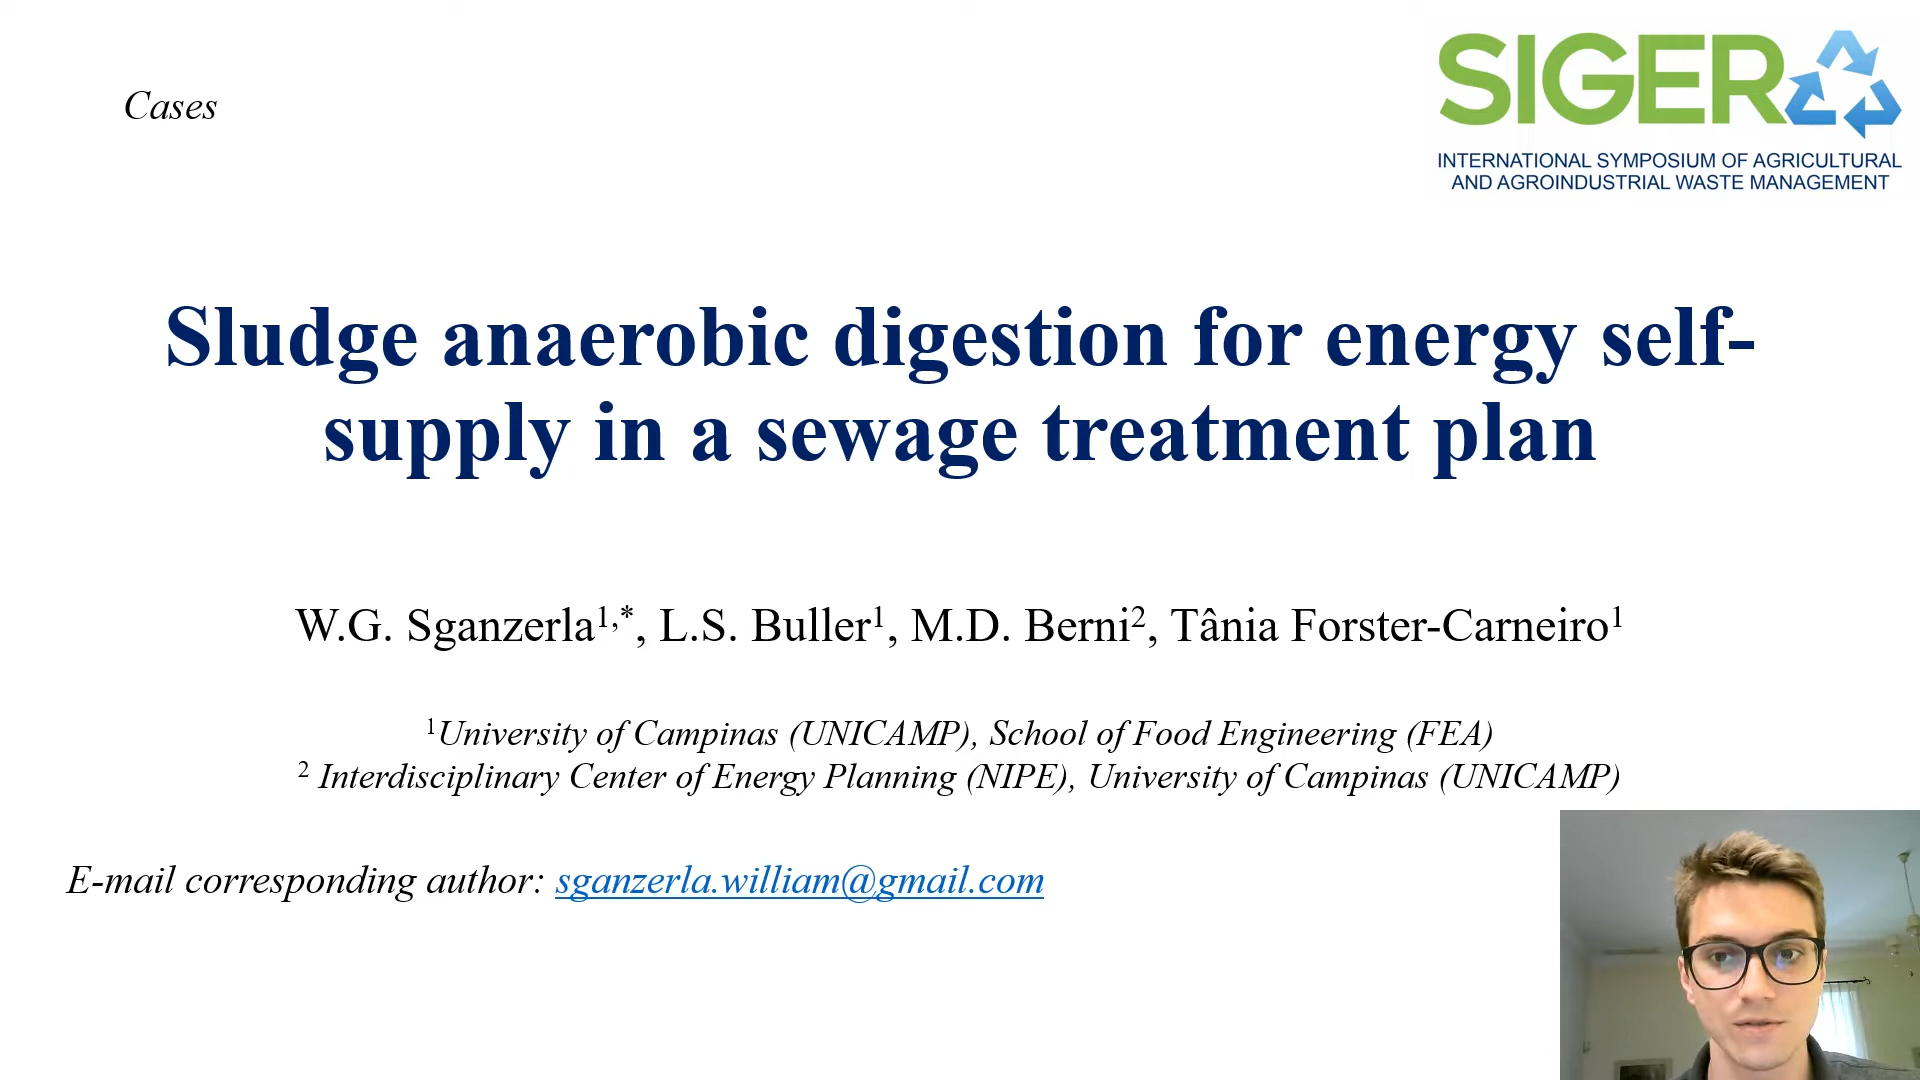 Cases
SIGERA
INTERNATIONAL SYMPOSIUM OF AGRICULTURAL
AND AGROINDUSTRIAL WASTE MANAGEMENT
Sludge anaerobic digestion for energy self-
supply in a sewage treatment plan
W.G. Sganzerla¹,*, L.S. Buller¹, M.D. Berni², Tânia Forster-Carneiro¹
¹University of Campinas (UNICAMP), School of Food Engineering (FEA)
² Interdisciplinary Center of Energy Planning (NIPE), University of Campinas (UNICAMP)
E-mail corresponding author: sganzerla.william@gmail.com